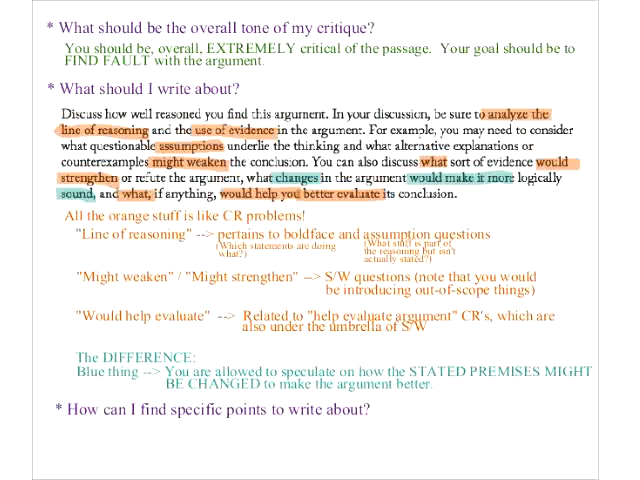 * What should be the overall tone of my critique?
You should be, overall, EXTREMELY critical of the passage. Your goal should be to
FIND FAULT with the argument.
* What should I write about?
Discuss how well reasoned you find this argument. In your discussion, be sure to analyze the
line of reasoning and the use of evidence in the argument. For example, you may need to consider
what questionable assumptions underlie the thinking and what alternative explanations or
counterexamples might weaken the conclusion. You can also discuss what sort of evidence would
strengthen or refute the argument, what changes in the argument would make it more logically
sound, and what, if anything, would help you better evaluate its conclusion.
All the orange stuff is like CR problems!
"Line of reasoning" --> pertains to boldface and assumption questions
(Which statements are doing what?)
(What stuff is part of the reasoning but isn't actually stated?)
"Might weaken" / "Might strengthen" --> S/W questions (note that you would
be introducing out-of-scope things)
"Would help evaluate" --> Related to "help evaluate argument" CR's, which are
also under the umbrella of S/W
The DIFFERENCE:
Blue thing --> You are allowed to speculate on how the STATED PREMISES MIGHT
BE CHANGED to make the argument better.
* How can I find specific points to write about?